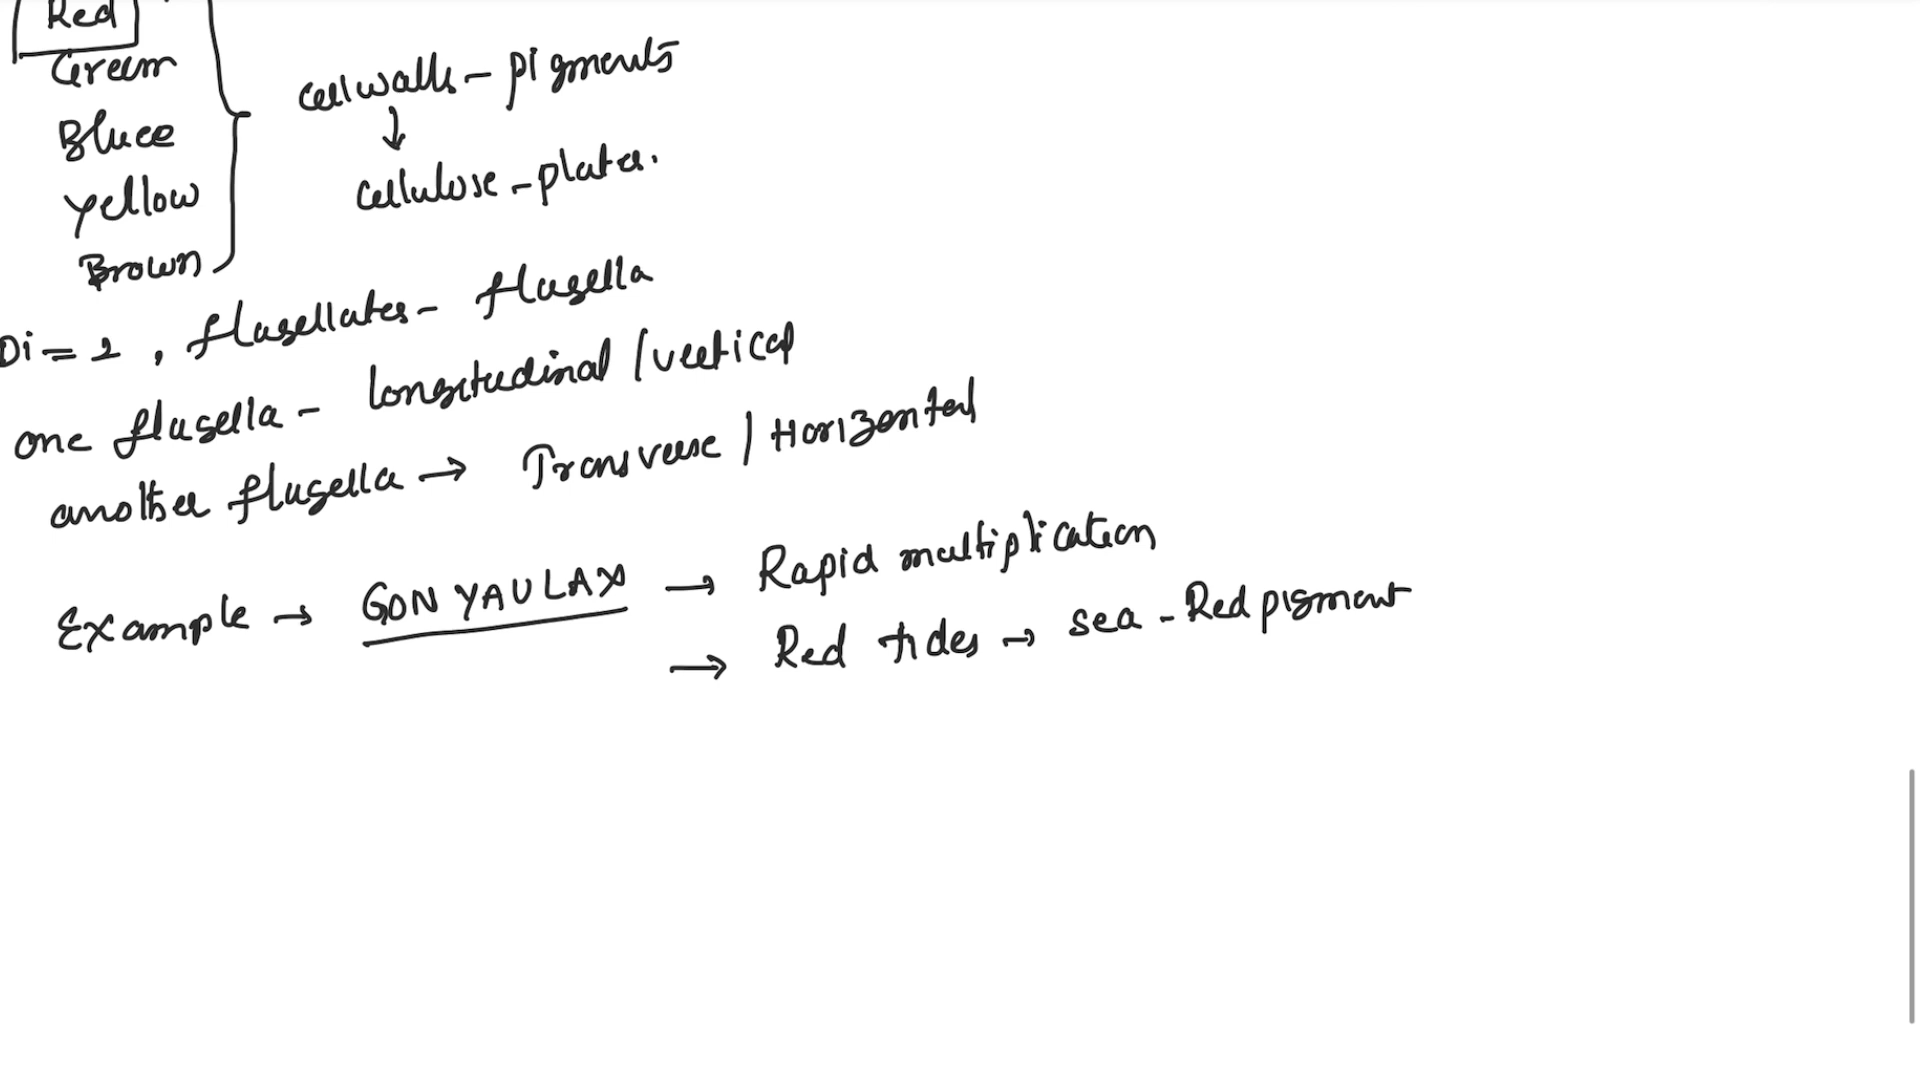 Red
Green
Bluee
yellow
Brown
cellwalls - pigments
↓
cellulose - plates.
Di = 2, flagellates - flagella
one flagella - longitudinal / vertical
another flagella → Transverse / Horizontal
Example → GONYAULAX → Rapid multiplication
→ Red tides → sea - Red pigment